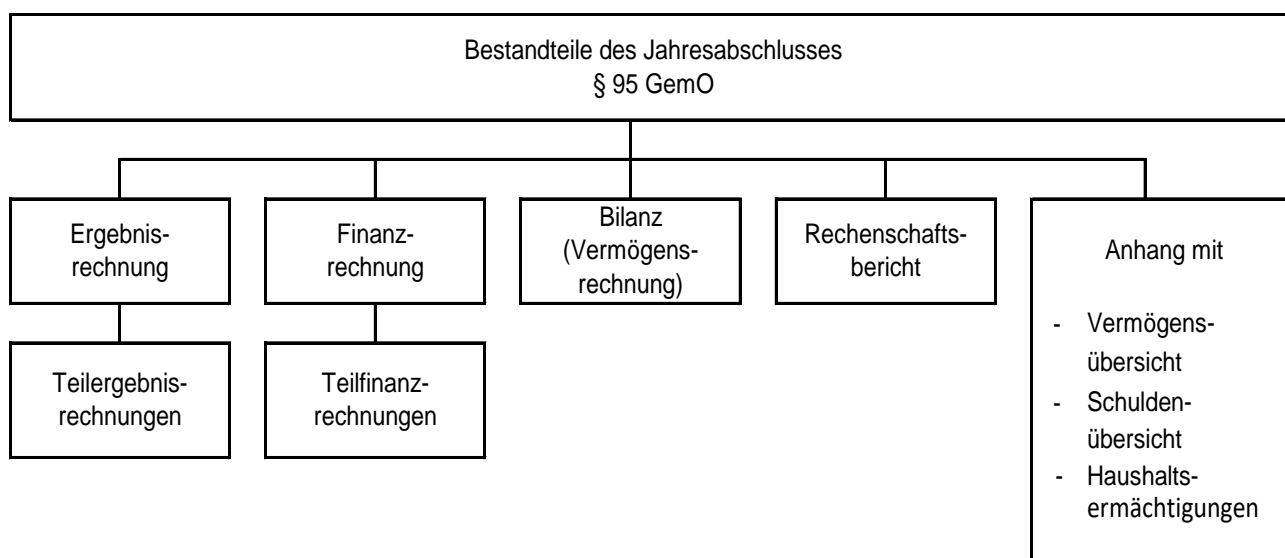 Bestandteile des Jahresabschlusses
§ 95 GemO
Ergebnis-
rechnung
Finanz-
rechnung
Bilanz
(Vermögens-
rechnung)
Rechenschafts-
bericht
Anhang mit
- Vermögens-
übersicht
- Schulden-
übersicht
- Haushalts-
ermächtigungen
Teilergebnis-
rechnungen
Teilfinanz-
rechnungen